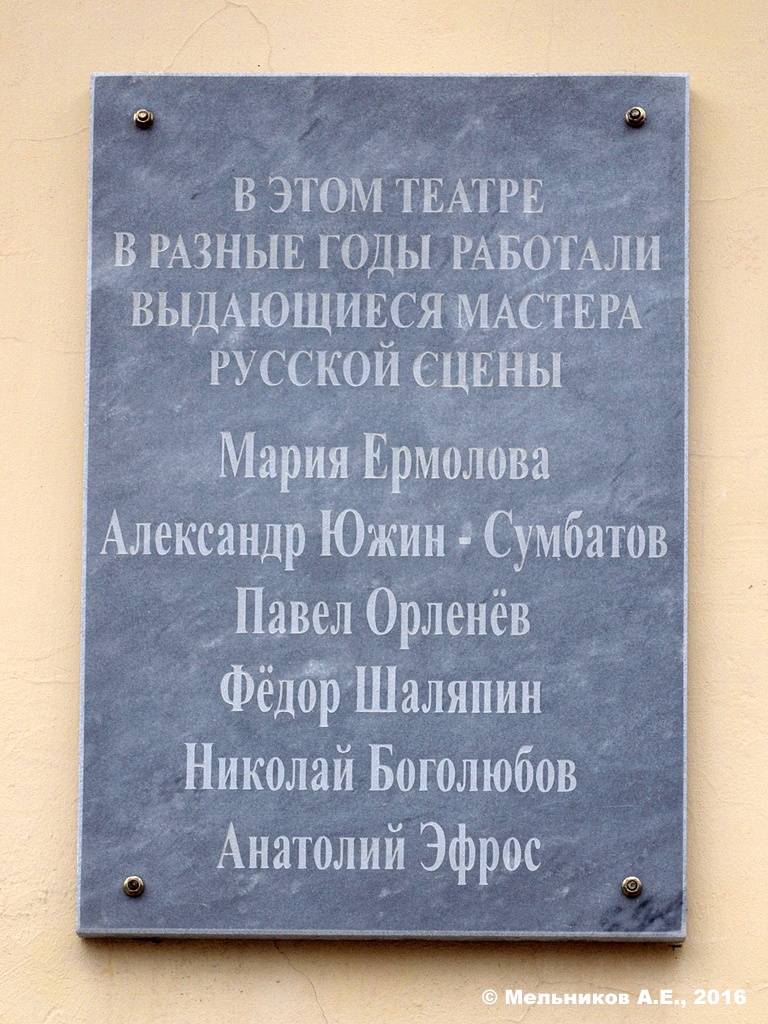 В ЭТОМ ТЕАТРЕ
В РАЗНЫЕ ГОДЫ РАБОТАЛИ
ВЫДАЮЩИЕСЯ МАСТЕРА
РУССКОЙ СЦЕНЫ
Мария Ермолова
Александр Южин - Сумбатов
Павел Орленёв
Фёдор Шаляпин
Николай Боголюбов
Анатолий Эфрос
© Мельников А.Е., 2016